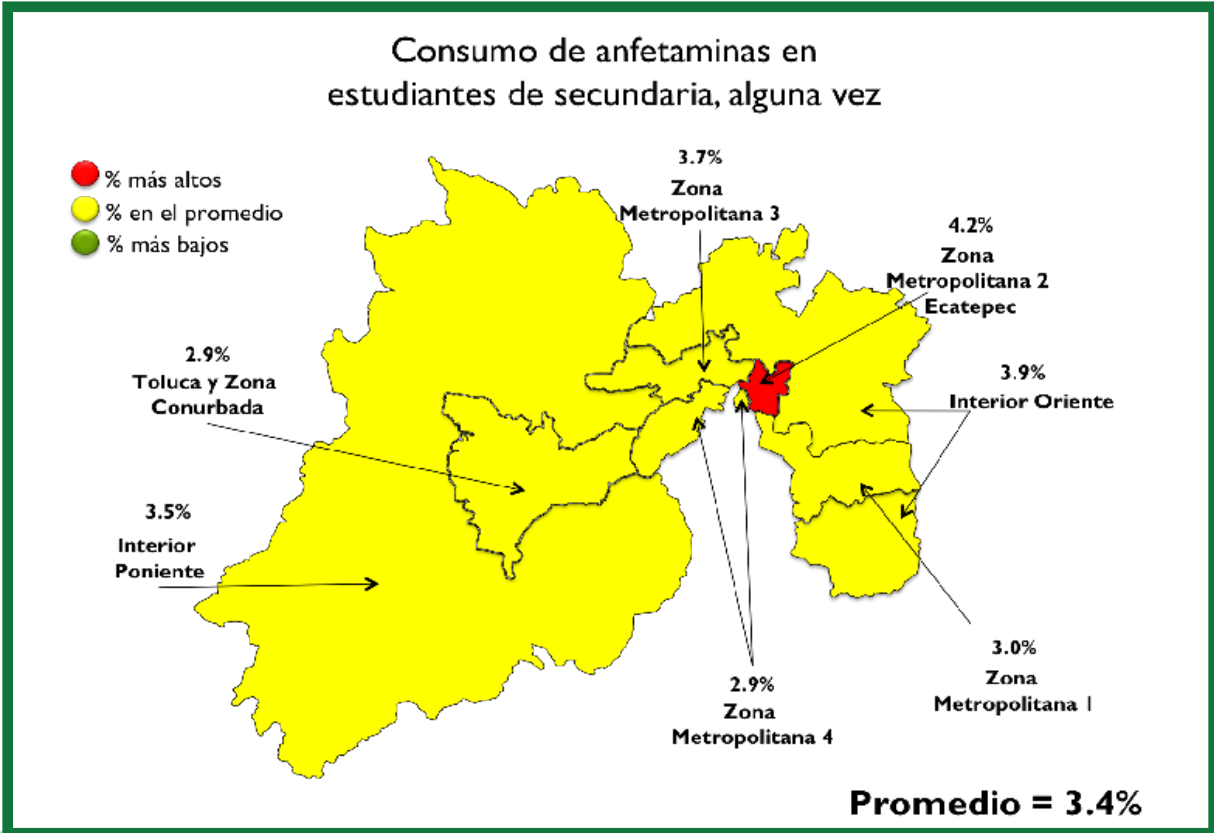 Consumo de anfetaminas en
estudiantes de secundaria, alguna vez
% más altos
% en el promedio
% más bajos
3.7%
Zona
Metropolitana 3
4.2%
Zona
Metropolitana 2
Ecatepec
2.9%
Toluca y Zona
Conurbada
3.9%
Interior Oriente
3.5%
Interior
Poniente
3.0%
Zona
Metropolitana 1
2.9%
Zona
Metropolitana 4
Promedio = 3.4%